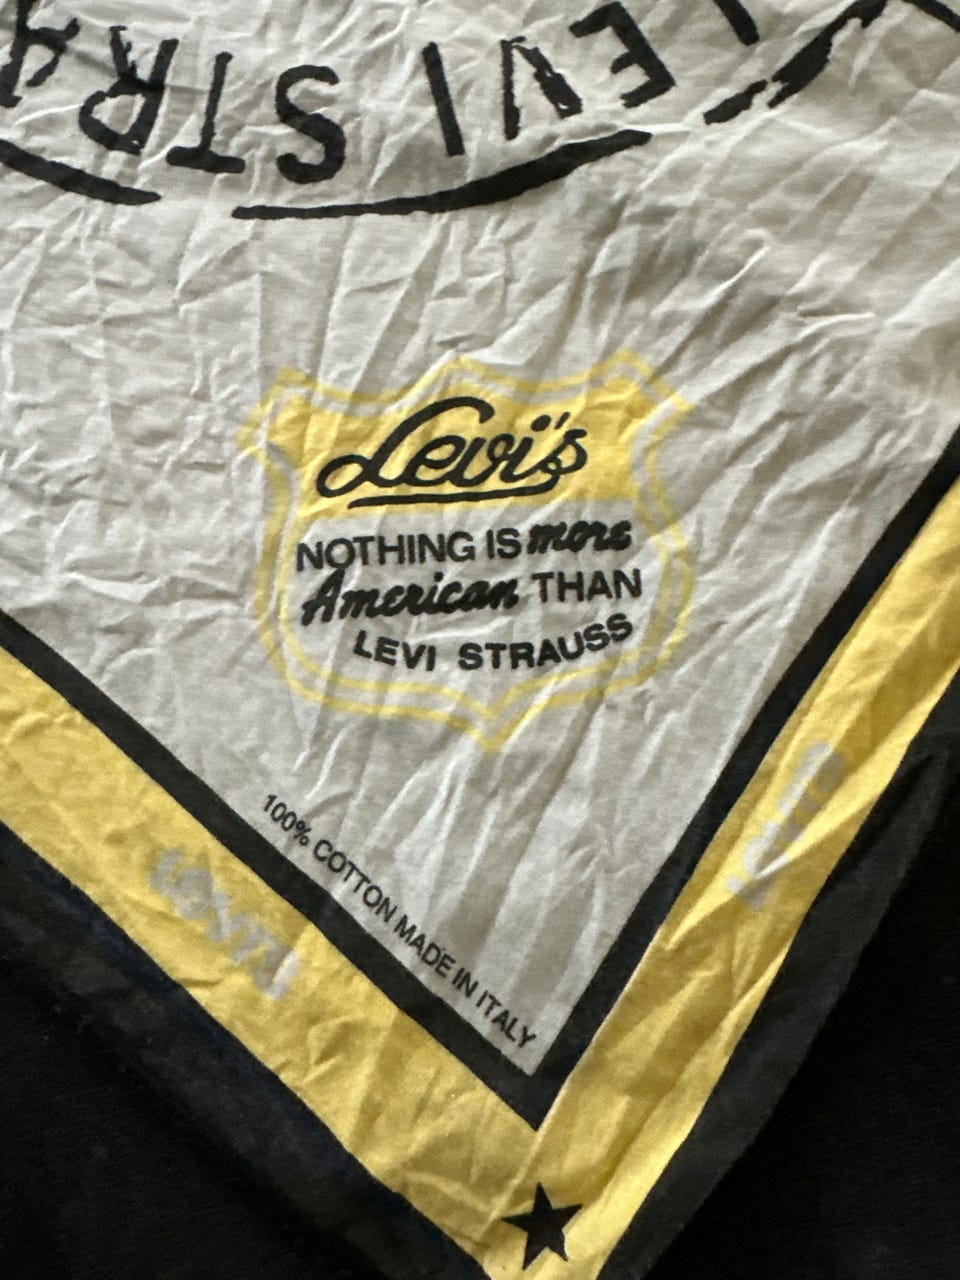 LEVI STRA
Levi's
NOTHING IS more
American THAN
LEVI STRAUSS
100% COTTON MADE IN ITALY
LEVI'S
LEVI'S